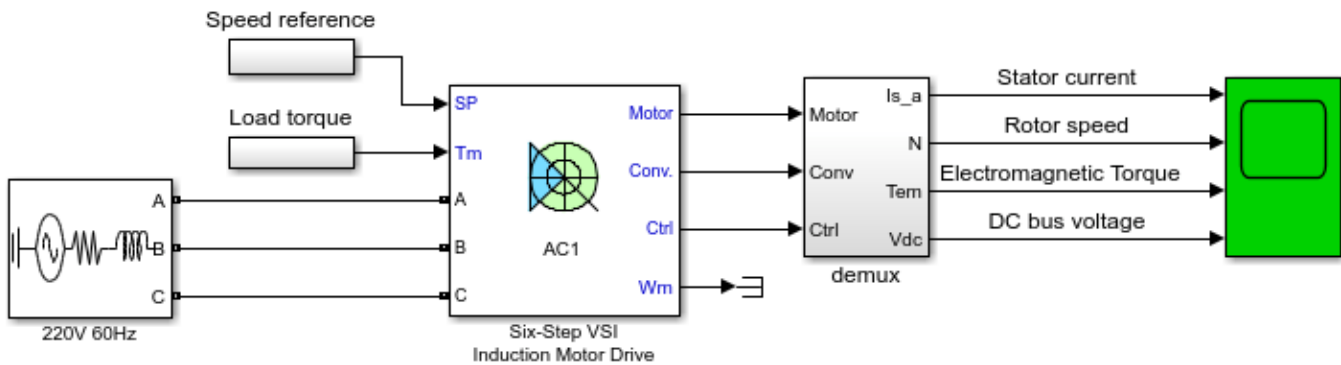 Speed reference
Load torque
A
B
C
220V 60Hz
SP
Tm
A
B
C
Motor
Conv.
Ctrl
Wm
AC1
Six-Step VSI
Induction Motor Drive
Motor
Conv
Ctrl
Is_a
N
Tem
Vdc
demux
Stator current
Rotor speed
Electromagnetic Torque
DC bus voltage